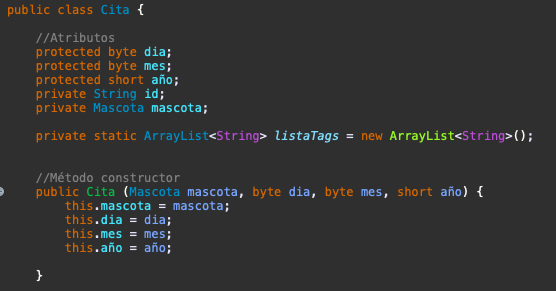 public class Cita {
//Atributos
protected byte dia;
protected byte mes;
protected short año;
private String id;
private Mascota mascota;
private static ArrayList<String> listaTags = new ArrayList<String>();
//Método constructor
public Cita (Mascota mascota, byte dia, byte mes, short año) {
this.mascota = mascota;
this.dia = dia;
this.mes = mes;
this.año = año;
}